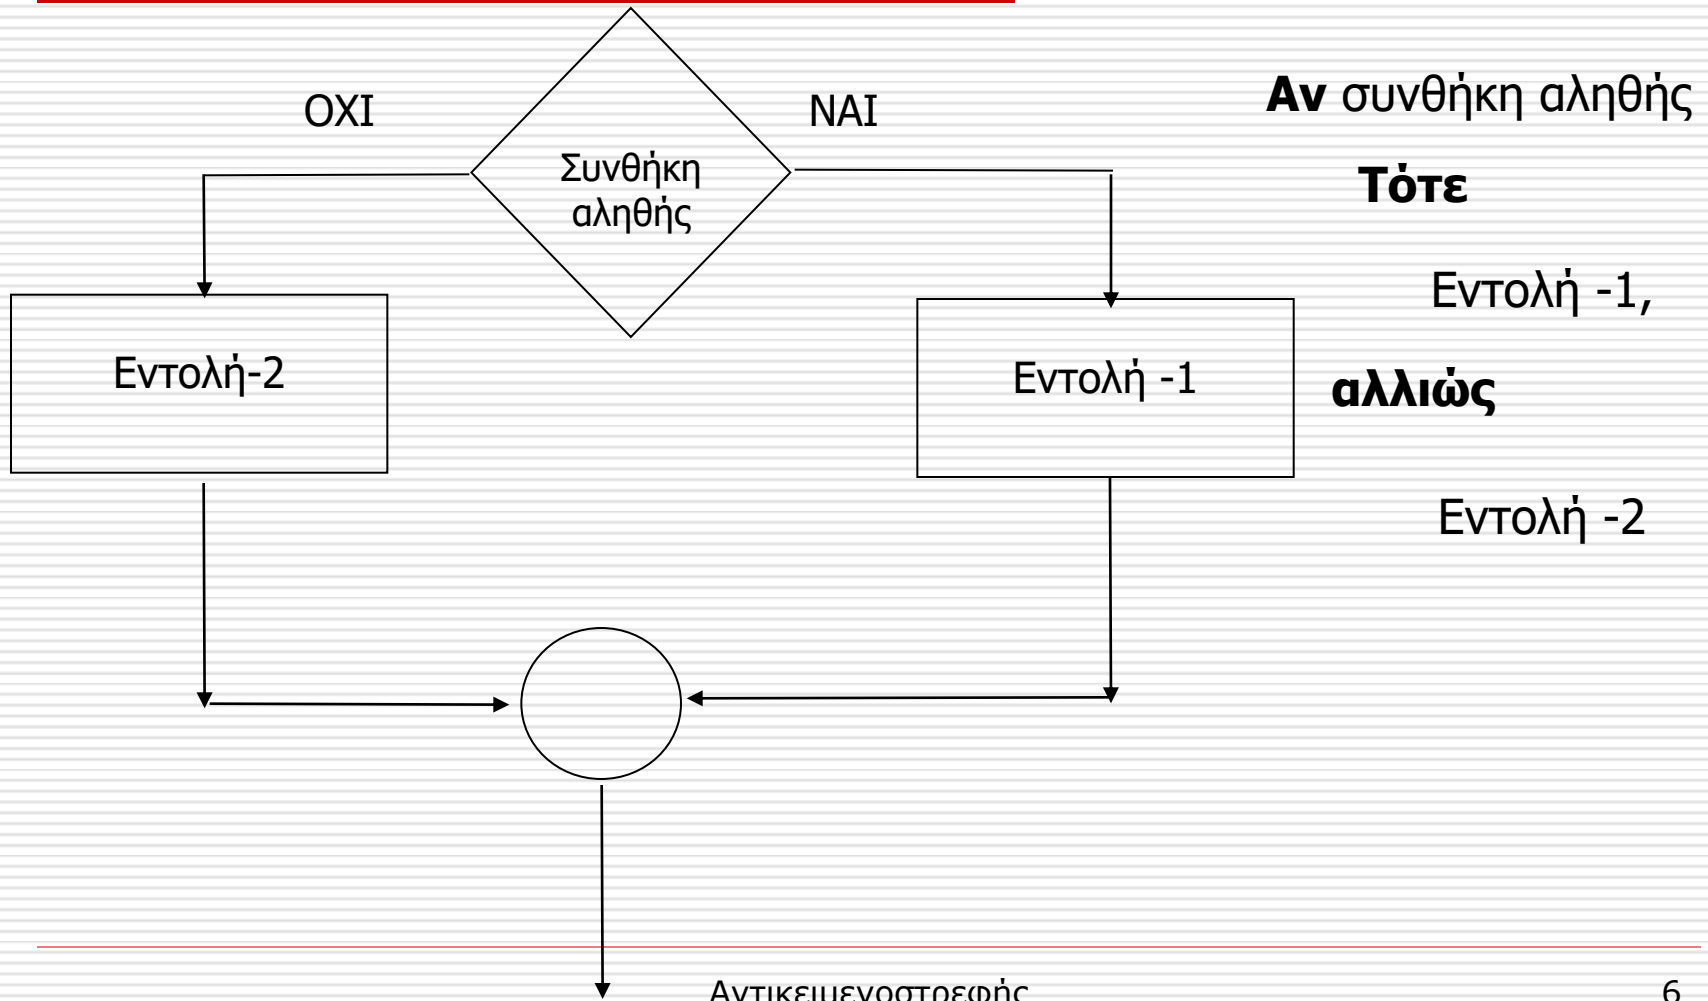 ΟΧΙ
ΝΑΙ
Συνθήκη
αληθής
Εντολή-2
Εντολή -1
Αν συνθήκη αληθής
Τότε
Εντολή -1,
αλλιώς
Εντολή -2
Αντικειμενοστρεφής
6